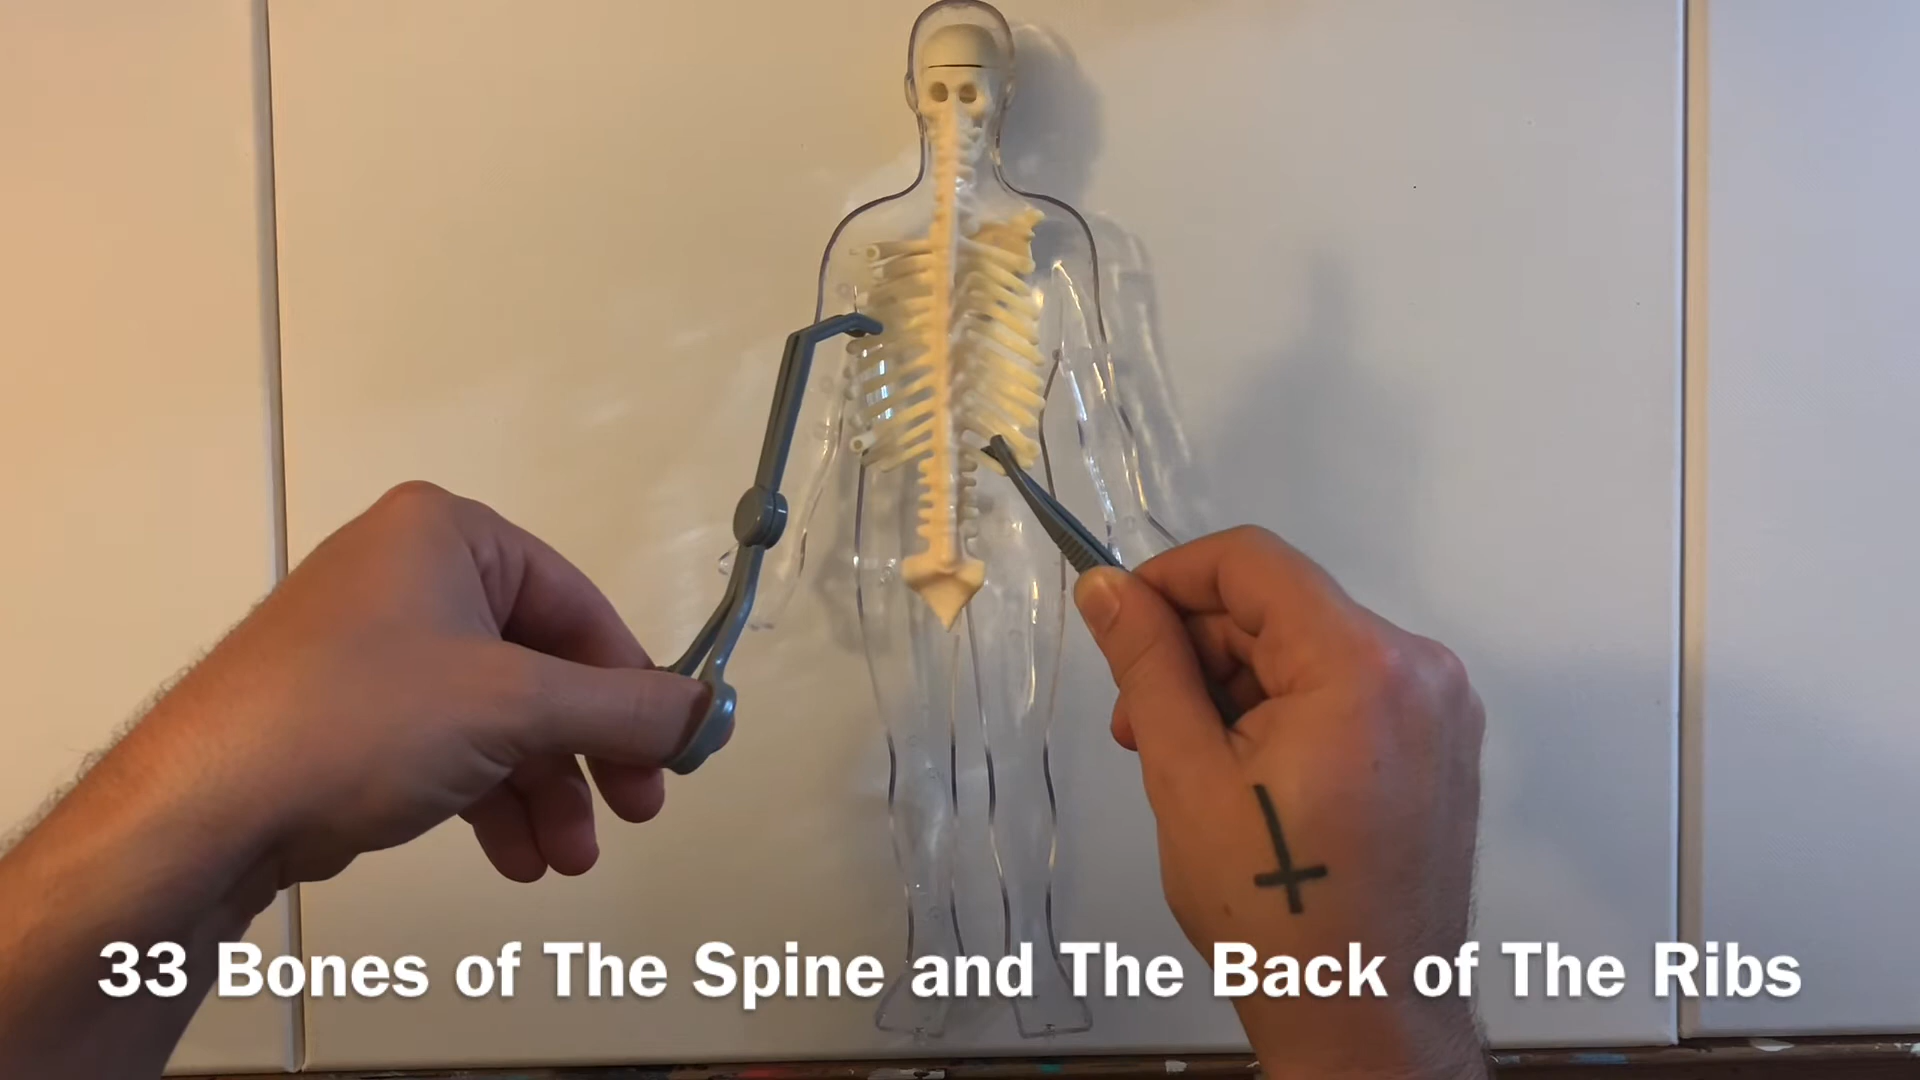 33 Bones of The Spine and The Back of The Ribs